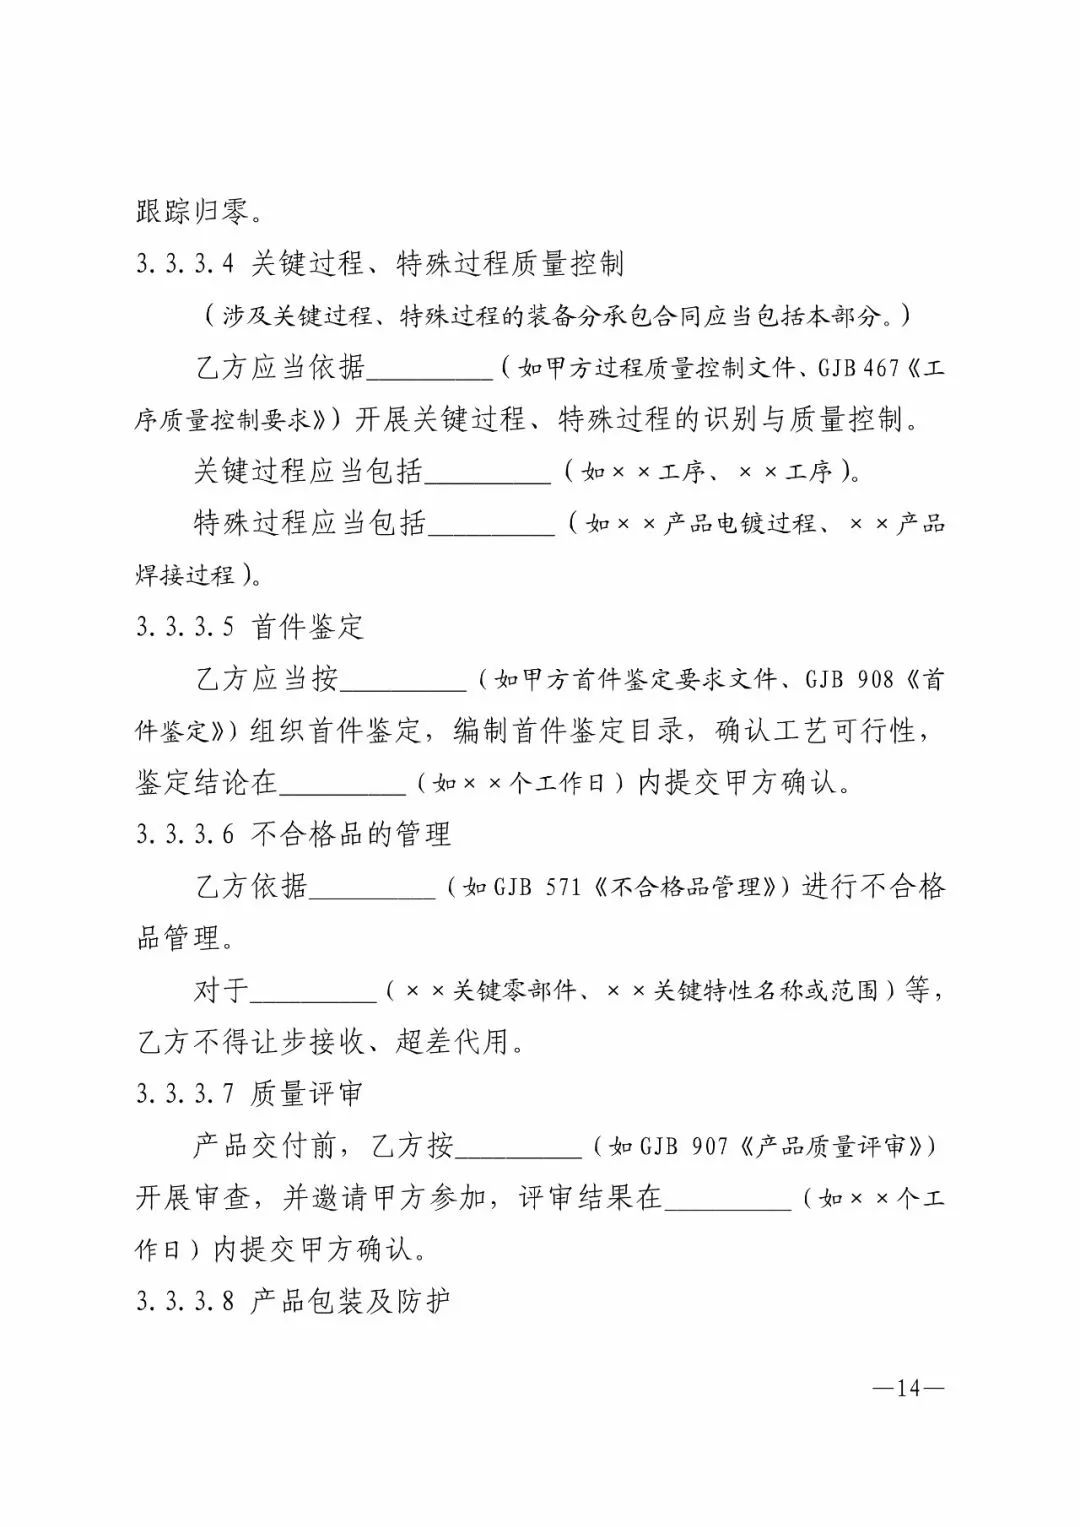 跟踪归零。
3.3.3.4 关键过程、特殊过程质量控制
（涉及关键过程、特殊过程的装备分承包合同应当包括本部分。）
乙方应当依据__________（如甲方过程质量控制文件、GJB 467《工
序质量控制要求》）开展关键过程、特殊过程的识别与质量控制。
关键过程应当包括__________（如××工序、××工序）。
特殊过程应当包括__________（如××产品电镀过程、××产品
焊接过程）。
3.3.3.5 首件鉴定
乙方应当按__________（如甲方首件鉴定要求文件、GJB 908《首
件鉴定》）组织首件鉴定，编制首件鉴定目录，确认工艺可行性，
鉴定结论在__________（如××个工作日）内提交甲方确认。
3.3.3.6 不合格品的管理
乙方依据__________（如GJB 571《不合格品管理》）进行不合格
品管理。
对于__________（××关键零部件、××关键特性名称或范围）等，
乙方不得让步接收、超差代用。
3.3.3.7 质量评审
产品交付前，乙方按__________（如GJB 907《产品质量评审》）
开展审查，并邀请甲方参加，评审结果在__________（如××个工
作日）内提交甲方确认。
3.3.3.8 产品包装及防护
—14—